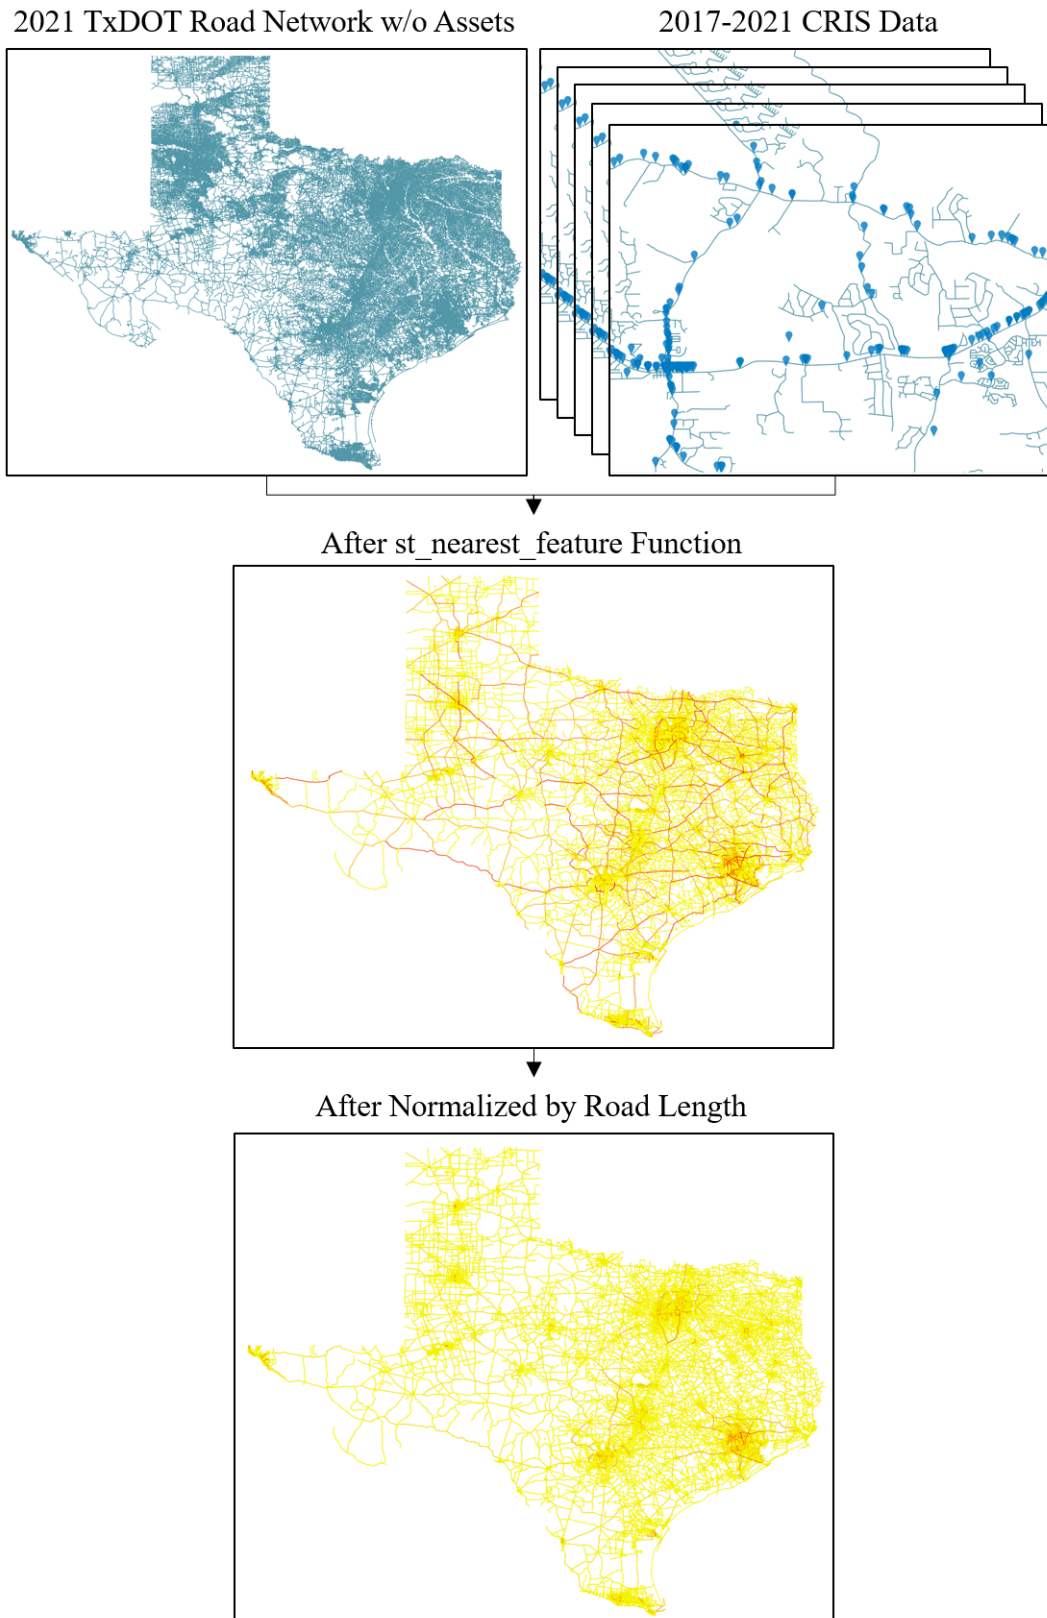 2021 TxDOT Road Network w/o Assets
2017-2021 CRIS Data
After st_nearest_feature Function
After Normalized by Road Length